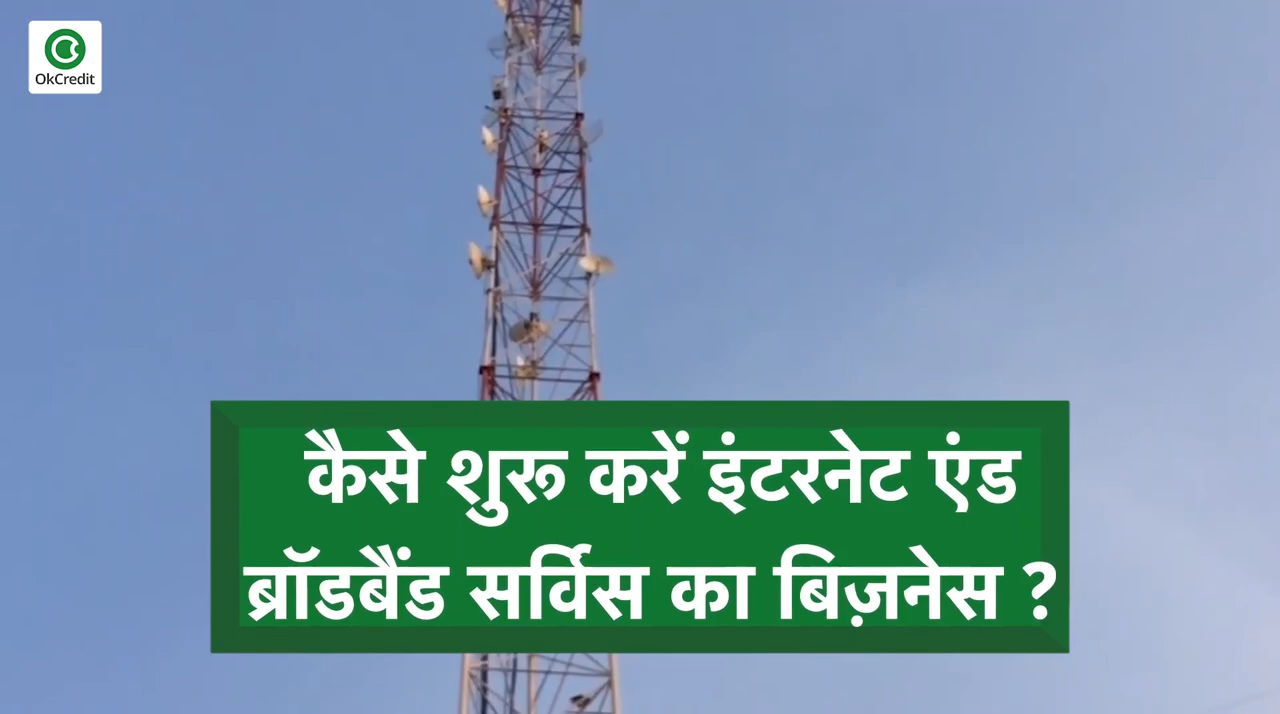 OkCredit
कैसे शुरू करें इंटरनेट एंड
ब्रॉडबैंड सर्विस का बिज़नेस ?